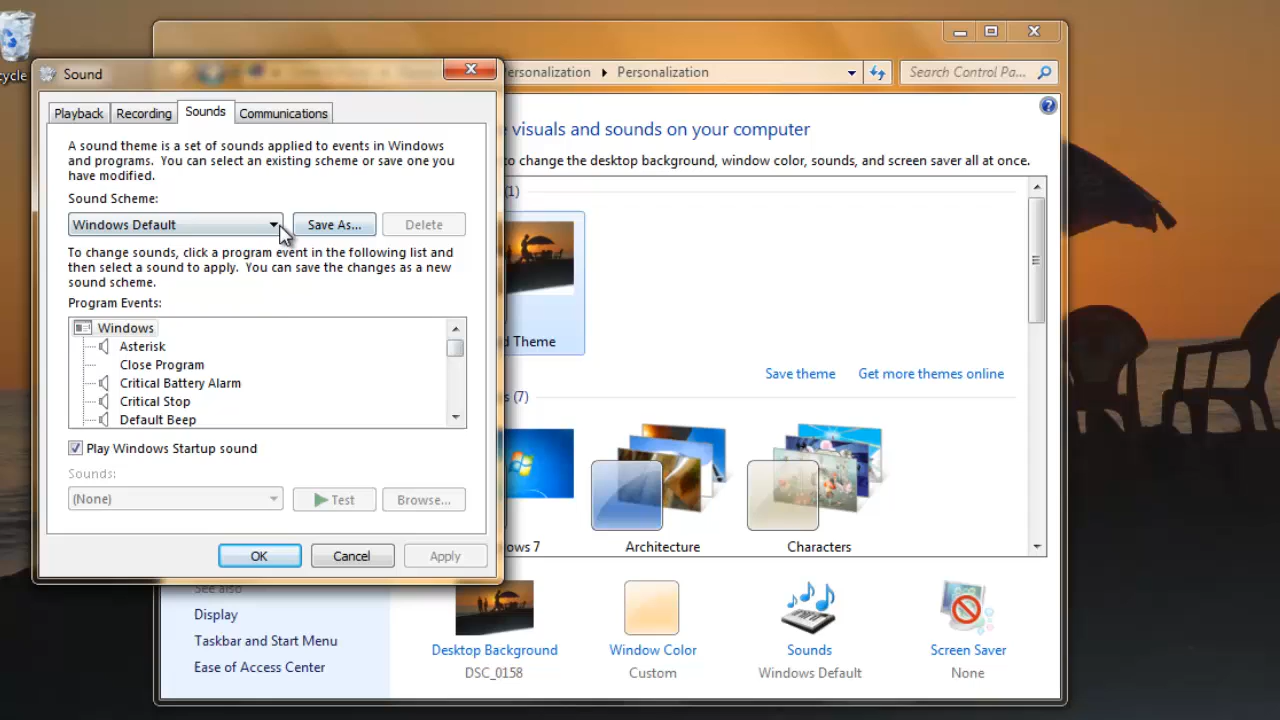 cycle
Sound
Playback
Recording
Sounds
Communications
A sound theme is a set of sounds applied to events in Windows
and programs. You can select an existing scheme or save one you
have modified.
Sound Scheme:
Windows Default
Save As...
Delete
To change sounds, click a program event in the following list and
then select a sound to apply. You can save the changes as a new
sound scheme.
Program Events:
Windows
Asterisk
Close Program
Critical Battery Alarm
Critical Stop
Default Beep
Play Windows Startup sound
Sounds:
(None)
Test
Browse...
OK
Cancel
Apply
ersonalization
Personalization
Search Control Pa...
e visuals and sounds on your computer
to change the desktop background, window color, sounds, and screen saver all at once.
s (1)
d Theme
Save theme
Get more themes online
s (7)
ows 7
Architecture
Characters
See also
Display
Taskbar and Start Menu
Ease of Access Center
Desktop Background
DSC_0158
Window Color
Custom
Sounds
Windows Default
Screen Saver
None